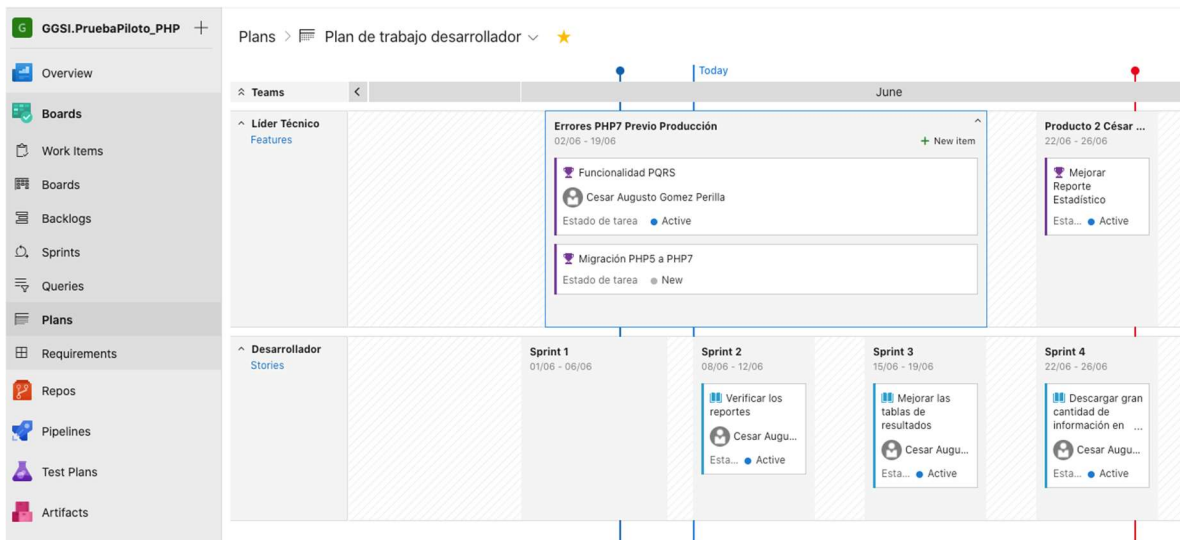 G GGSI.PruebaPiloto_PHP +
Overview
Boards
Work Items
Boards
Backlogs
Sprints
Queries
Plans
Requirements
Repos
Pipelines
Test Plans
Artifacts
Plans > Plan de trabajo desarrollador
Today
Teams
June
Líder Técnico
Features
Errores PHP7 Previo Producción
02/06 - 19/06
+ New item
Funcionalidad PQRS
Cesar Augusto Gomez Perilla
Estado de tarea Active
Migración PHP5 a PHP7
Estado de tarea New
Producto 2 César ...
22/06 - 26/06
Mejorar
Reporte
Estadístico
Esta... Active
Desarrollador
Stories
Sprint 1
01/06 - 06/06
Sprint 2
08/06 - 12/06
Verificar los
reportes
Cesar Augu...
Esta... Active
Sprint 3
15/06 - 19/06
Mejorar las
tablas de
resultados
Cesar Augu...
Esta... Active
Sprint 4
22/06 - 26/06
Descargar gran
cantidad de
información en ...
Cesar Augu...
Esta... Active